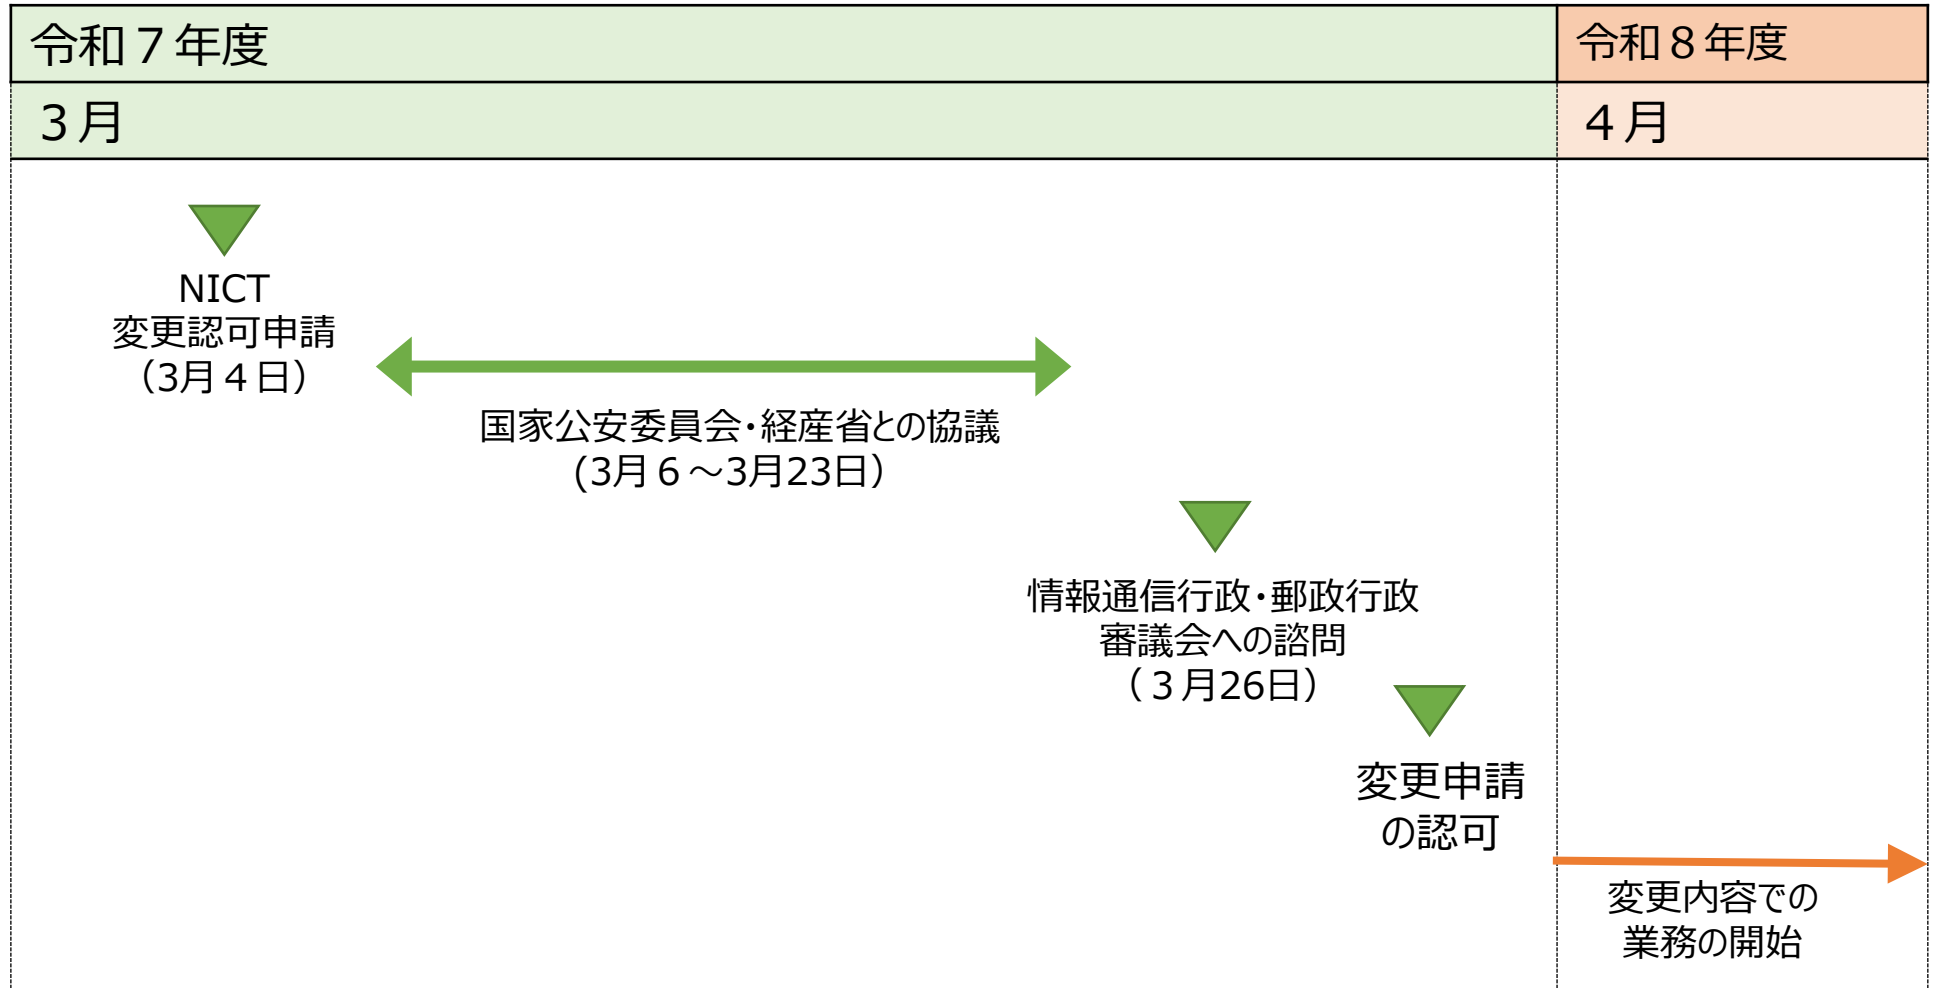 令和７年度
令和８年度
３月
４月
NICT
変更認可申請
（3月４日）
国家公安委員会・経産省との協議
(3月６～3月23日）
情報通信行政・郵政行政
審議会への諮問
（３月26日）
変更申請
の認可
変更内容での
業務の開始